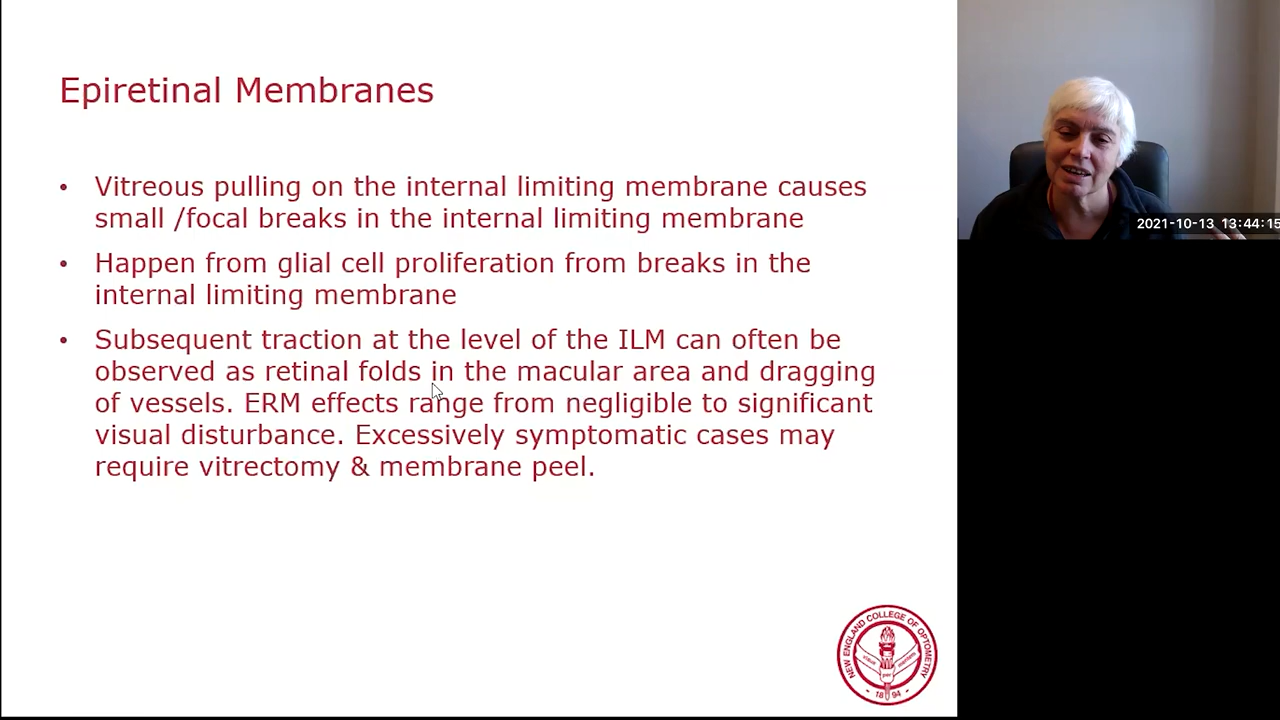 Epiretinal Membranes
• Vitreous pulling on the internal limiting membrane causes
small /focal breaks in the internal limiting membrane
• Happen from glial cell proliferation from breaks in the
internal limiting membrane
• Subsequent traction at the level of the ILM can often be
observed as retinal folds in the macular area and dragging
of vessels. ERM effects range from negligible to significant
visual disturbance. Excessively symptomatic cases may
require vitrectomy & membrane peel.
2021-10-13 13:44:15
NEW ENGLAND COLLEGE OF OPTOMETRY
18 94